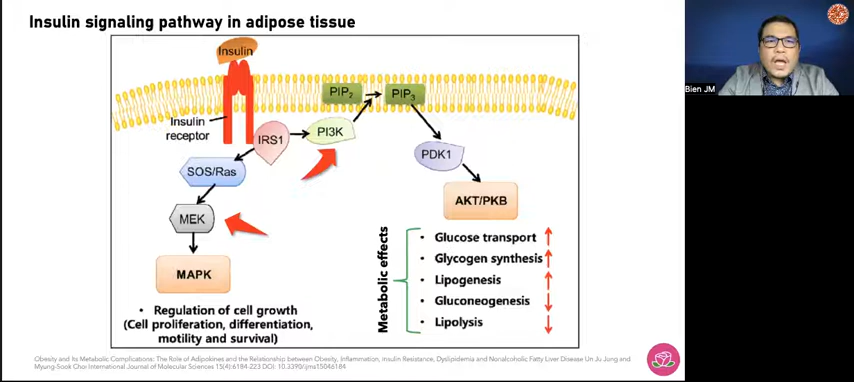 Insulin signaling pathway in adipose tissue
Insulin
PIP2
PIP3
Insulin
receptor
IRS1
PI3K
PDK1
SOS/Ras
AKT/PKB
MEK
MAPK
Metabolic effects
• Glucose transport ↑
• Glycogen synthesis ↑
• Lipogenesis ↑
• Gluconeogenesis ↓
• Lipolysis ↓
• Regulation of cell growth
(Cell proliferation, differentiation,
motility and survival)
Obesity and Its Metabolic Complications: The Role of Adipokines and the Relationship between Obesity, Inflammation, Insulin Resistance, Dyslipidemia and Nonalcoholic Fatty Liver Disease Un Ju Jung and
Myung-Sook Choi International Journal of Molecular Sciences 15(4):6184-223 DOI: 10.3390/ijms15046184
Bien JM